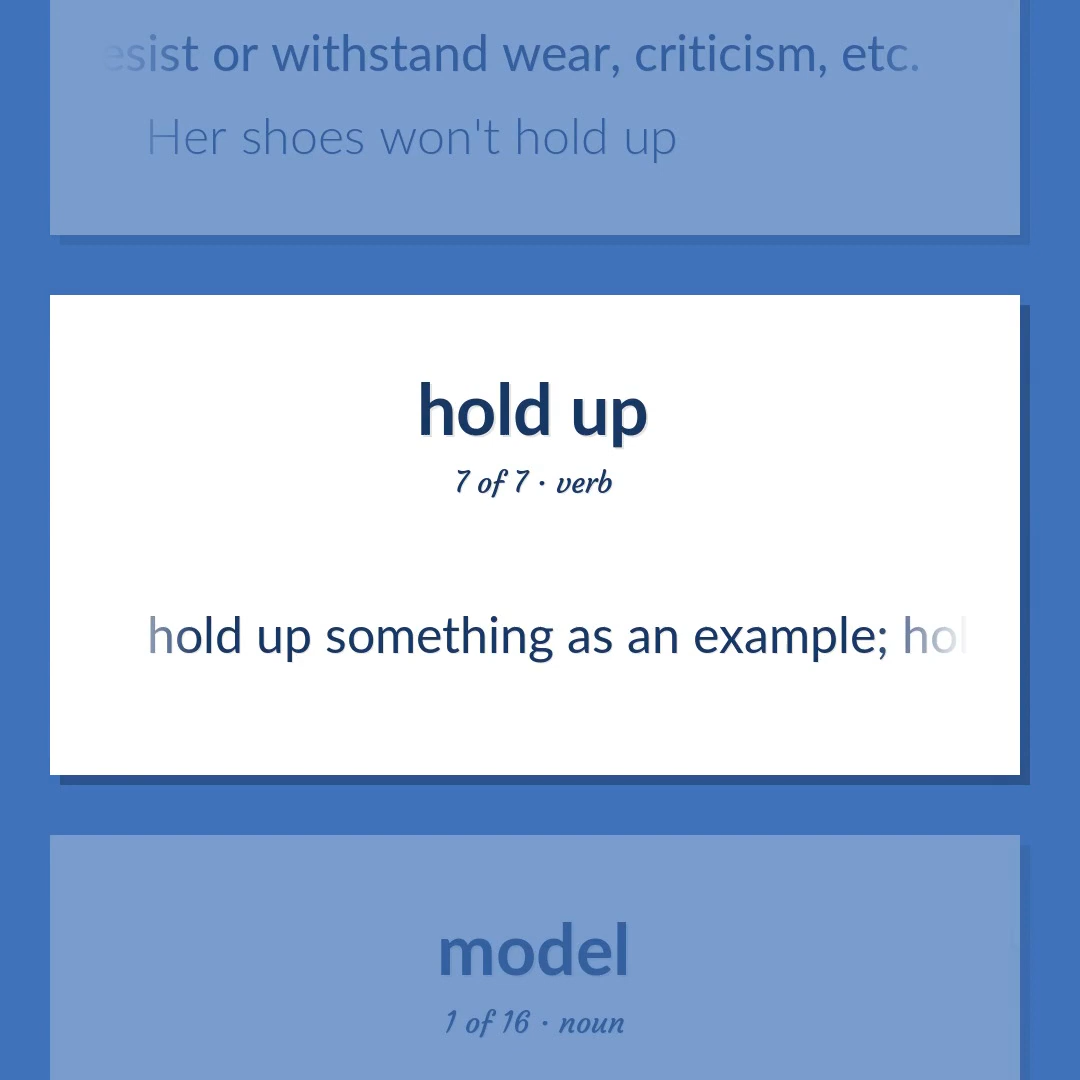 esist or withstand wear, criticism, etc.
Her shoes won't hold up
hold up
7 of 7 · verb
hold up something as an example; hol
model
1 of 16 · noun